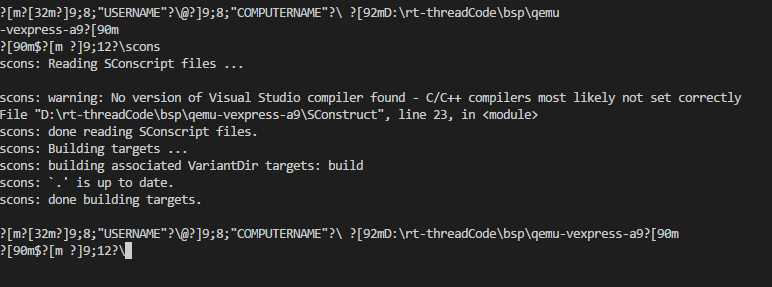 ?[m?[32m?]9;8;"USERNAME"?\@?]9;8;"COMPUTERNAME"?\ ?[92mD:\rt-threadCode\bsp\qemu
-vexpress-a9?[90m
?[90m$?[m ?]9;12?\scons
scons: Reading SConscript files ...
scons: warning: No version of Visual Studio compiler found - C/C++ compilers most likely not set correctly
File "D:\rt-threadCode\bsp\qemu-vexpress-a9\SConstruct", line 23, in <module>
scons: done reading SConscript files.
scons: Building targets ...
scons: building associated VariantDir targets: build
scons: `.' is up to date.
scons: done building targets.
?[m?[32m?]9;8;"USERNAME"?\@?]9;8;"COMPUTERNAME"?\ ?[92mD:\rt-threadCode\bsp\qemu-vexpress-a9?[90m
?[90m$?[m ?]9;12?\